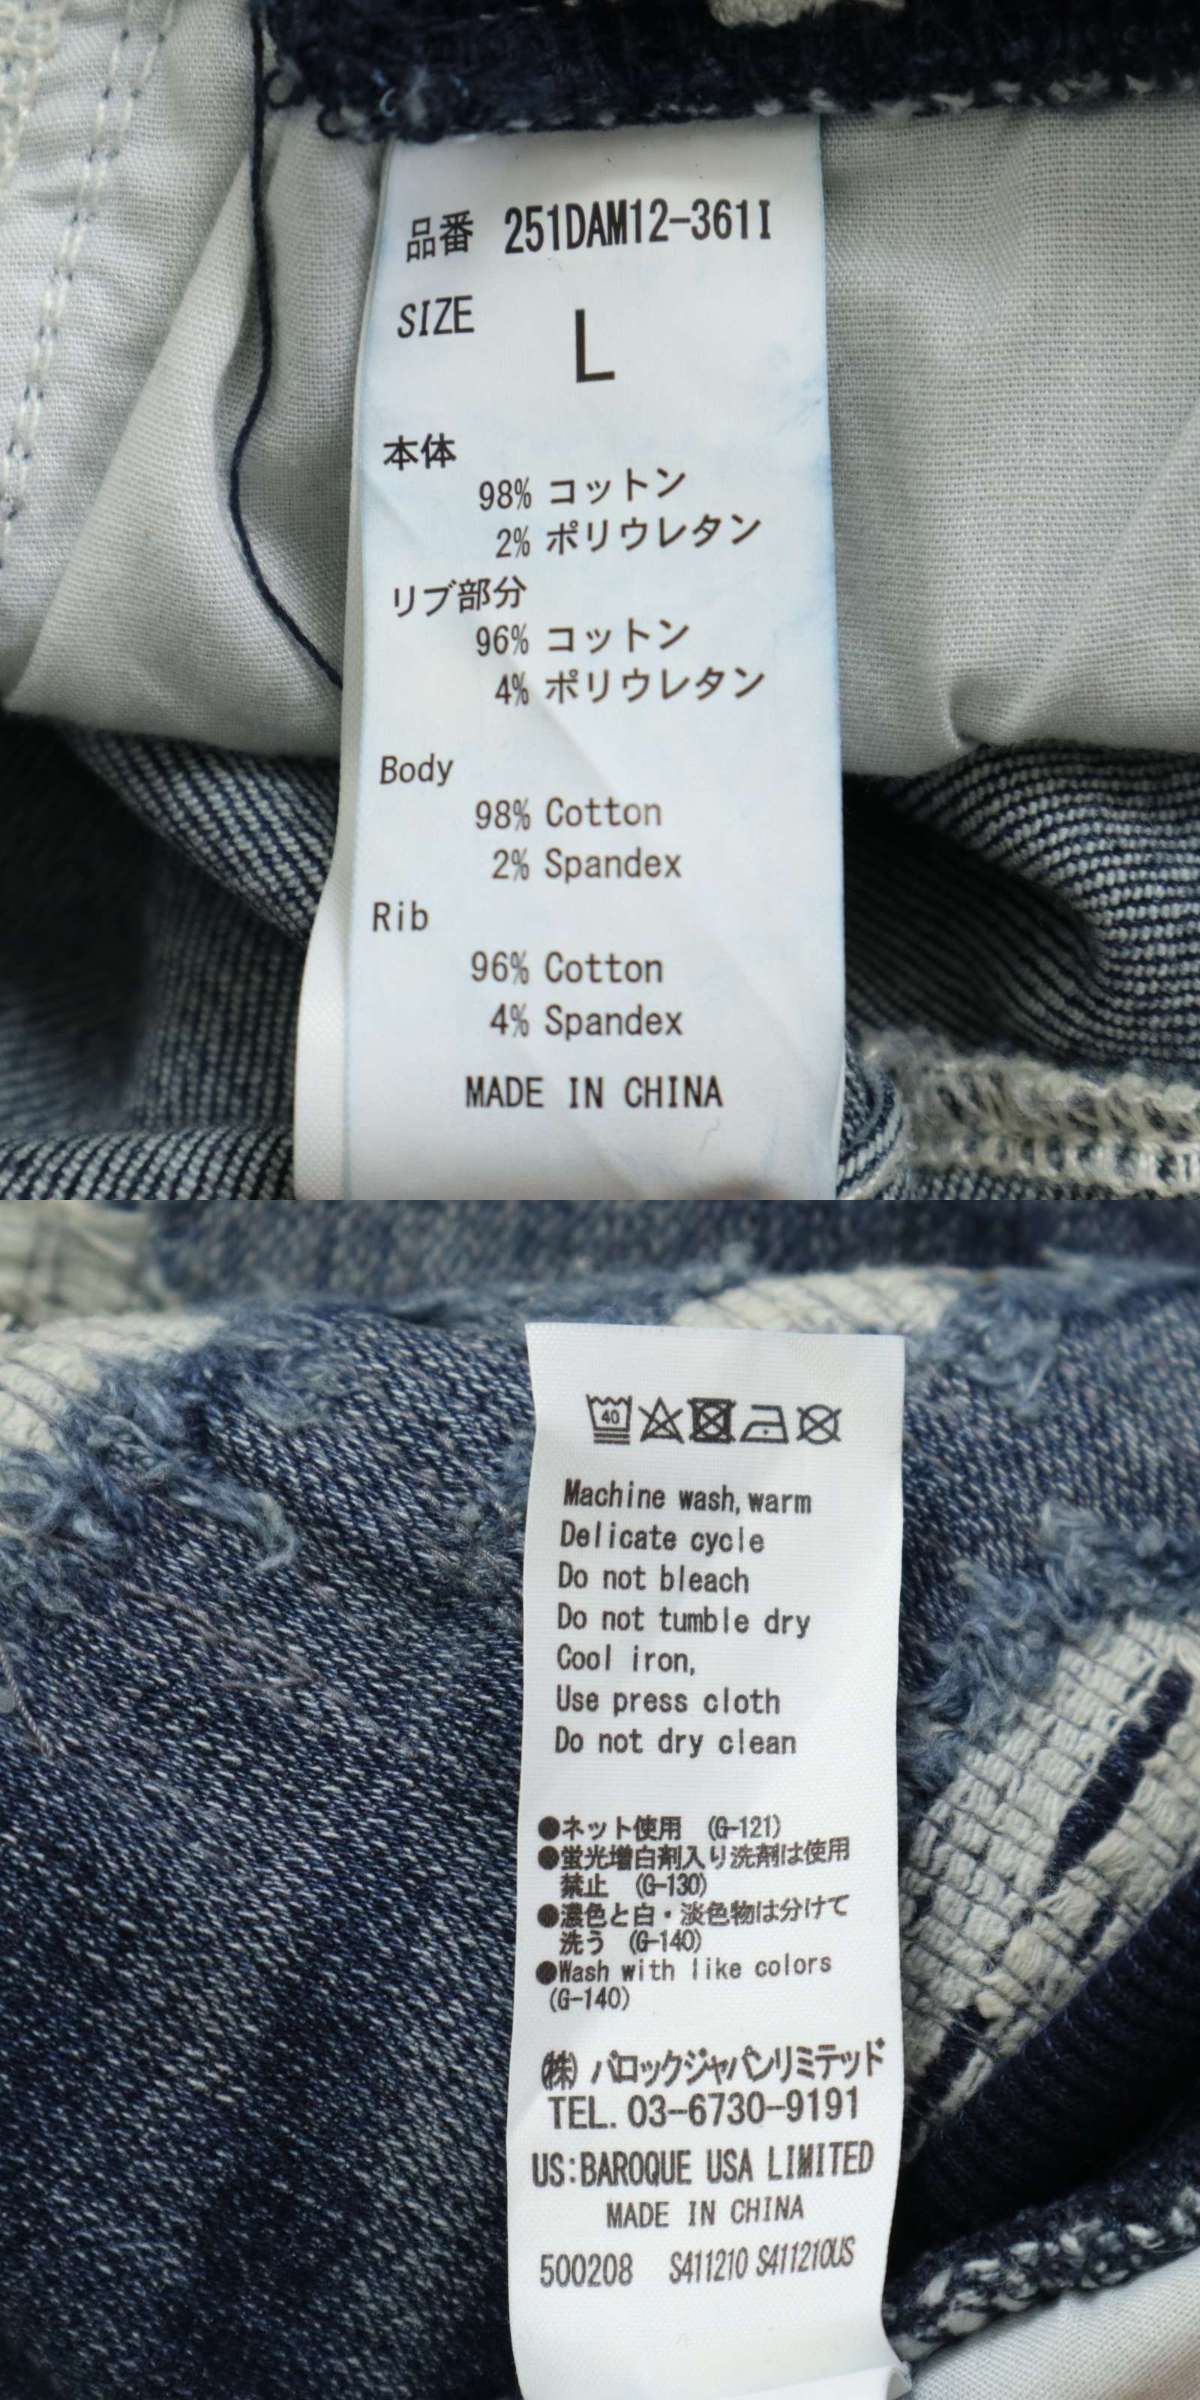 品番 251DAM12-361I
SIZE L
本体
98% コットン
2% ポリウレタン
リブ部分
96% コットン
4% ポリウレタン
Body
98% Cotton
2% Spandex
Rib
96% Cotton
4% Spandex
MADE IN CHINA
40
Machine wash,warm
Delicate cycle
Do not bleach
Do not tumble dry
Cool iron,
Use press cloth
Do not dry clean
●ネット使用 (G-121)
●蛍光増白剤入り洗剤は使用
禁止 (G-130)
●濃色と白・淡色物は分けて
洗う (G-140)
●Wash with like colors
(G-140)
(株) バロックジャパンリミテッド
TEL.03-6730-9191
US:BAROQUE USA LIMITED
MADE IN CHINA
500208 S411210 S411210US